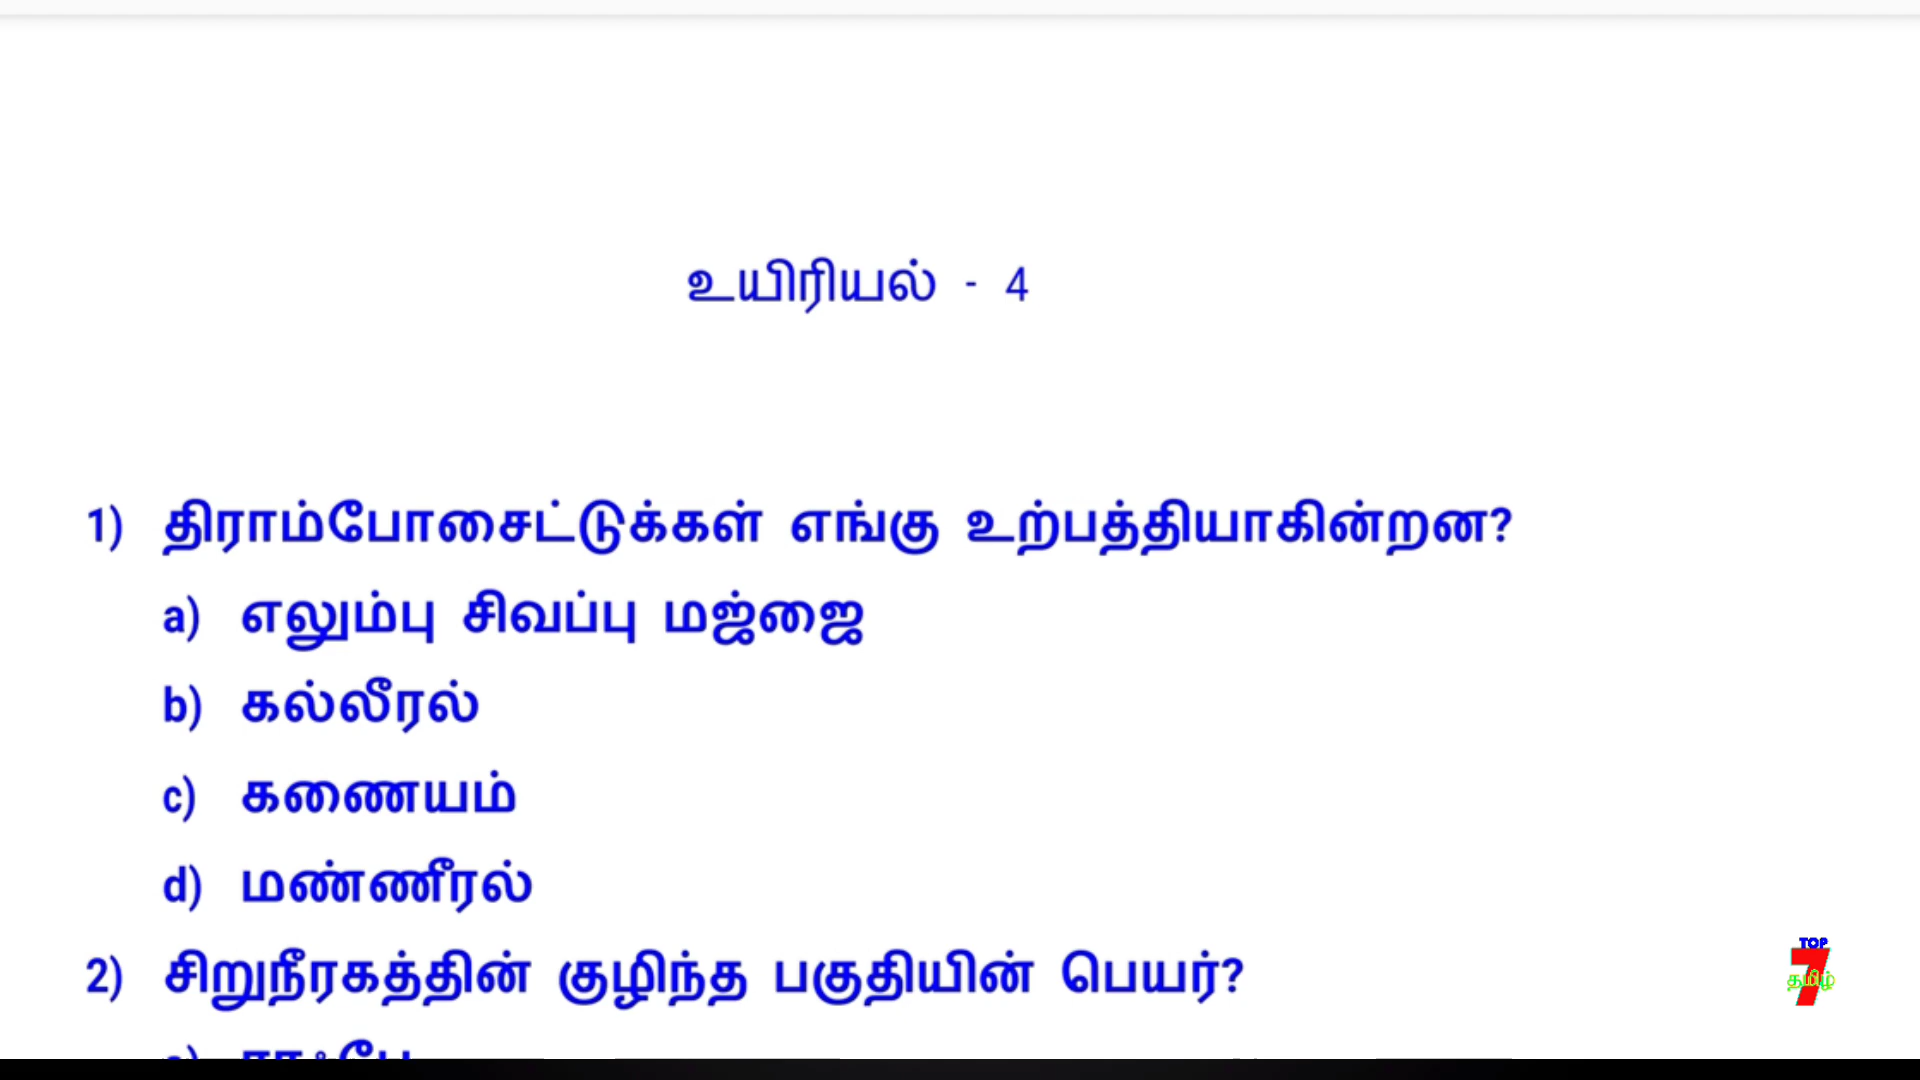 உயிரியல் - 4
1) திராம்போசைட்டுக்கள் எங்கு உற்பத்தியாகின்றன?
a) எலும்பு சிவப்பு மஜ்ஜை
b) கல்லீரல்
c) கணையம்
d) மண்ணீரல்
2) சிறுநீரகத்தின் குழிந்த பகுதியின் பெயர்?
TOP
7
தமிழ்